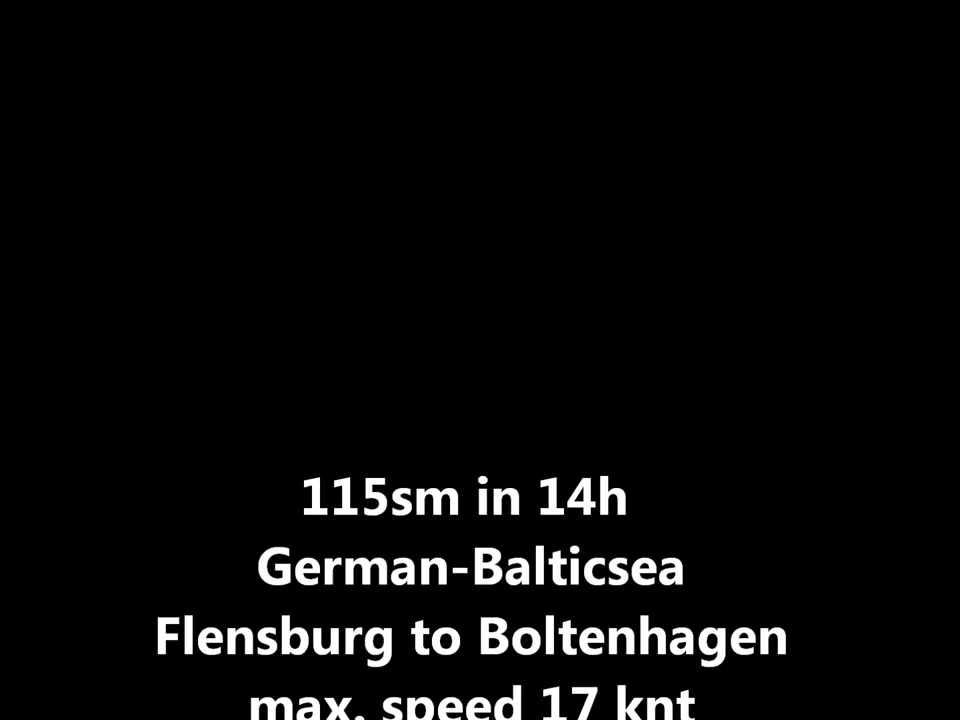 115sm in 14h
German-Balticsea
Flensburg to Boltenhagen
max. speed 17 knt